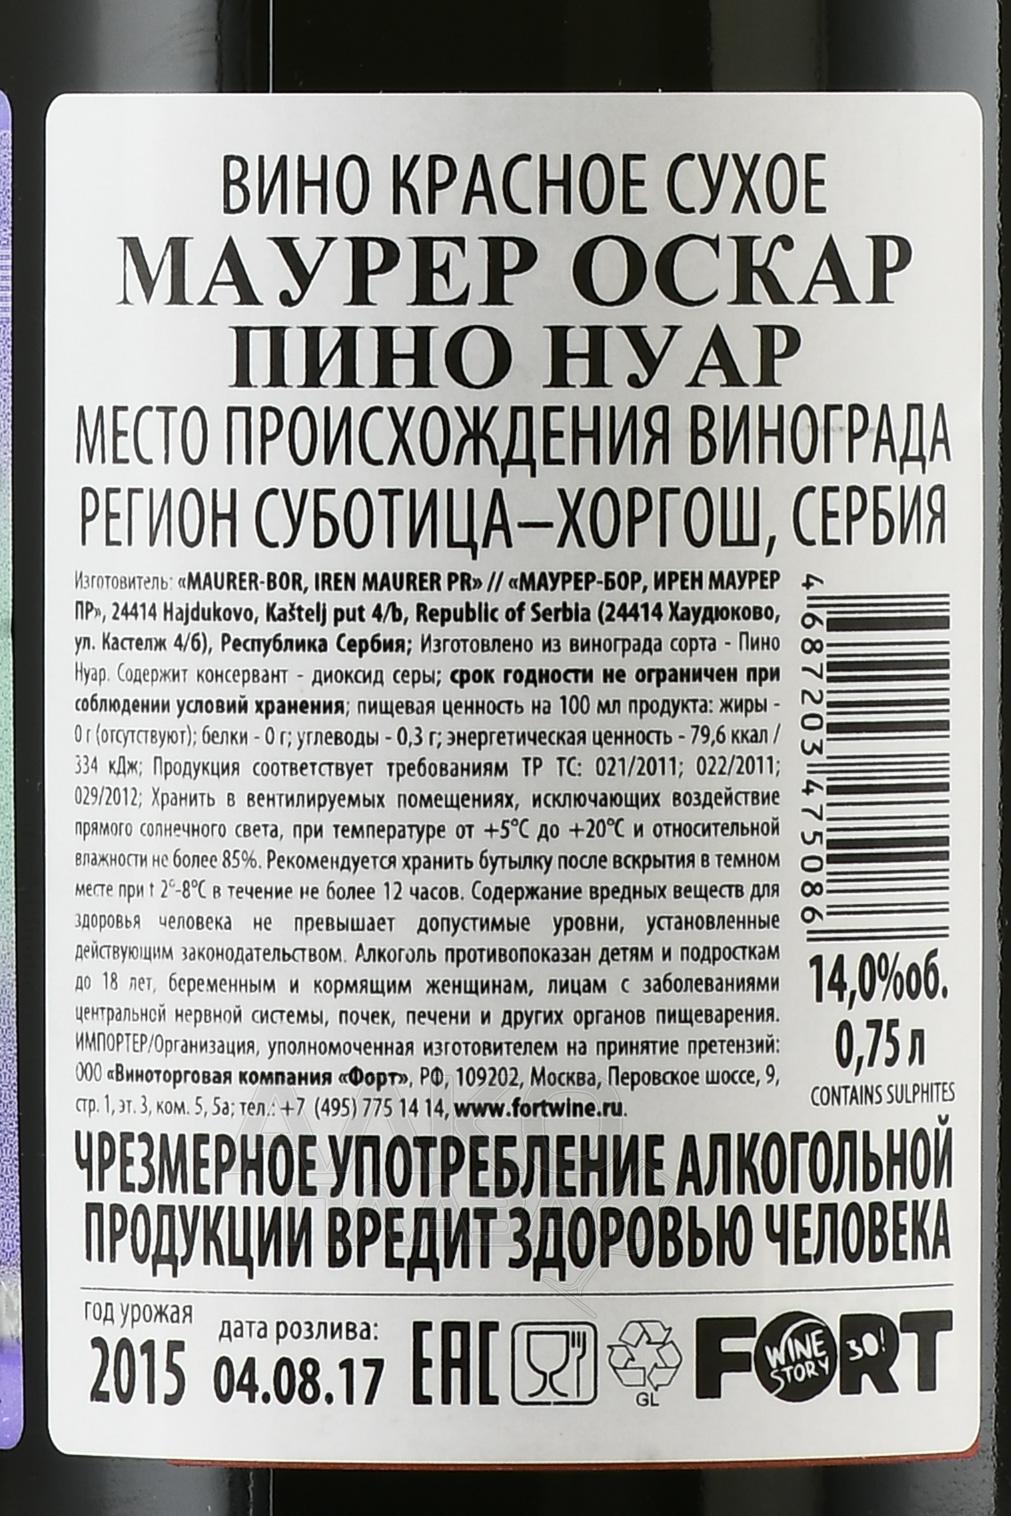 ВИНО КРАСНОЕ СУХОЕ
МАУРЕР ОСКАР
ПИНО НУАР
МЕСТО ПРОИСХОЖДЕНИЯ ВИНОГРАДА
РЕГИОН СУБОТИЦА–ХОРГОШ, СЕРБИЯ
Изготовитель: «MAURER-BOR, IREN MAURER PR» // «МАУРЕР-БОР, ИРЕН МАУРЕР
ПР», 24414 Hajdukovo, Kaštelj put 4/b, Republic of Serbia (24414 Хаудюково,
ул. Кастелж 4/б), Республика Сербия; Изготовлено из винограда сорта - Пино
Нуар. Содержит консервант - диоксид серы; срок годности не ограничен при
соблюдении условий хранения; пищевая ценность на 100 мл продукта: жиры -
0 г (отсутствуют); белки - 0 г; углеводы - 0,3 г; энергетическая ценность - 79,6 ккал /
334 кДж; Продукция соответствует требованиям ТР ТС: 021/2011; 022/2011;
029/2012; Хранить в вентилируемых помещениях, исключающих воздействие
прямого солнечного света, при температуре от +5°С до +20°С и относительной
влажности не более 85%. Рекомендуется хранить бутылку после вскрытия в темном
месте при t 2°-8°С в течение не более 12 часов. Содержание вредных веществ для
здоровья человека не превышает допустимые уровни, установленные
действующим законодательством. Алкоголь противопоказан детям и подросткам
до 18 лет, беременным и кормящим женщинам, лицам с заболеваниями
центральной нервной системы, почек, печени и других органов пищеварения.
ИМПОРТЕР/Организация, уполномоченная изготовителем на принятие претензий:
ООО «Виноторговая компания «Форт», РФ, 109202, Москва, Перовское шоссе, 9,
стр. 1, эт. 3, ком. 5, 5а; тел.: +7 (495) 775 14 14, www.fortwine.ru.
4 687203 475086
14,0%об.
0,75 л
CONTAINS SULPHITES
ЧРЕЗМЕРНОЕ УПОТРЕБЛЕНИЕ АЛКОГОЛЬНОЙ
ПРОДУКЦИИ ВРЕДИТ ЗДОРОВЬЮ ЧЕЛОВЕКА
год урожая
2015
дата розлива:
04.08.17
EAC
GL
FORT
WINE
STORY
30!